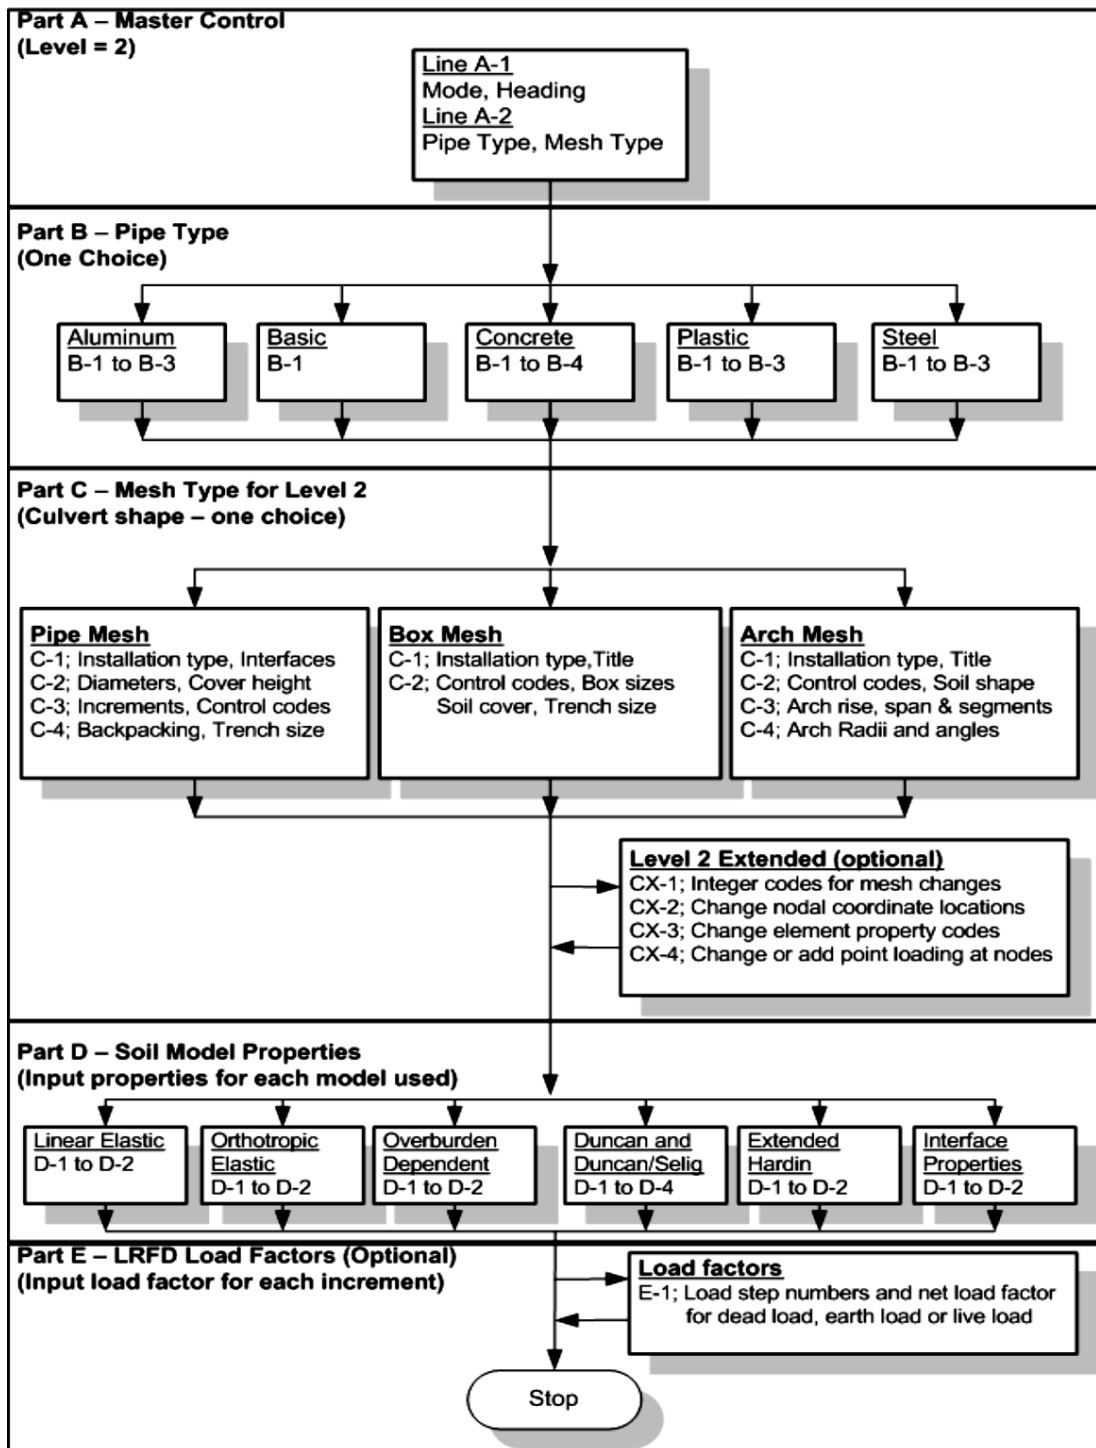 Part A – Master Control
(Level = 2)
Line A-1
Mode, Heading
Line A-2
Pipe Type, Mesh Type
Part B – Pipe Type
(One Choice)
Aluminum
B-1 to B-3
Basic
B-1
Concrete
B-1 to B-4
Plastic
B-1 to B-3
Steel
B-1 to B-3
Part C – Mesh Type for Level 2
(Culvert shape – one choice)
Pipe Mesh
C-1; Installation type, Interfaces
C-2; Diameters, Cover height
C-3; Increments, Control codes
C-4; Backpacking, Trench size
Box Mesh
C-1; Installation type,Title
C-2; Control codes, Box sizes
Soil cover, Trench size
Arch Mesh
C-1; Installation type, Title
C-2; Control codes, Soil shape
C-3; Arch rise, span & segments
C-4; Arch Radii and angles
Level 2 Extended (optional)
CX-1; Integer codes for mesh changes
CX-2; Change nodal coordinate locations
CX-3; Change element property codes
CX-4; Change or add point loading at nodes
Part D – Soil Model Properties
(Input properties for each model used)
Linear Elastic
D-1 to D-2
Orthotropic
Elastic
D-1 to D-2
Overburden
Dependent
D-1 to D-2
Duncan and
Duncan/Selig
D-1 to D-4
Extended
Hardin
D-1 to D-2
Interface
Properties
D-1 to D-2
Part E – LRFD Load Factors (Optional)
(Input load factor for each increment)
Load factors
E-1; Load step numbers and net load factor
for dead load, earth load or live load
Stop